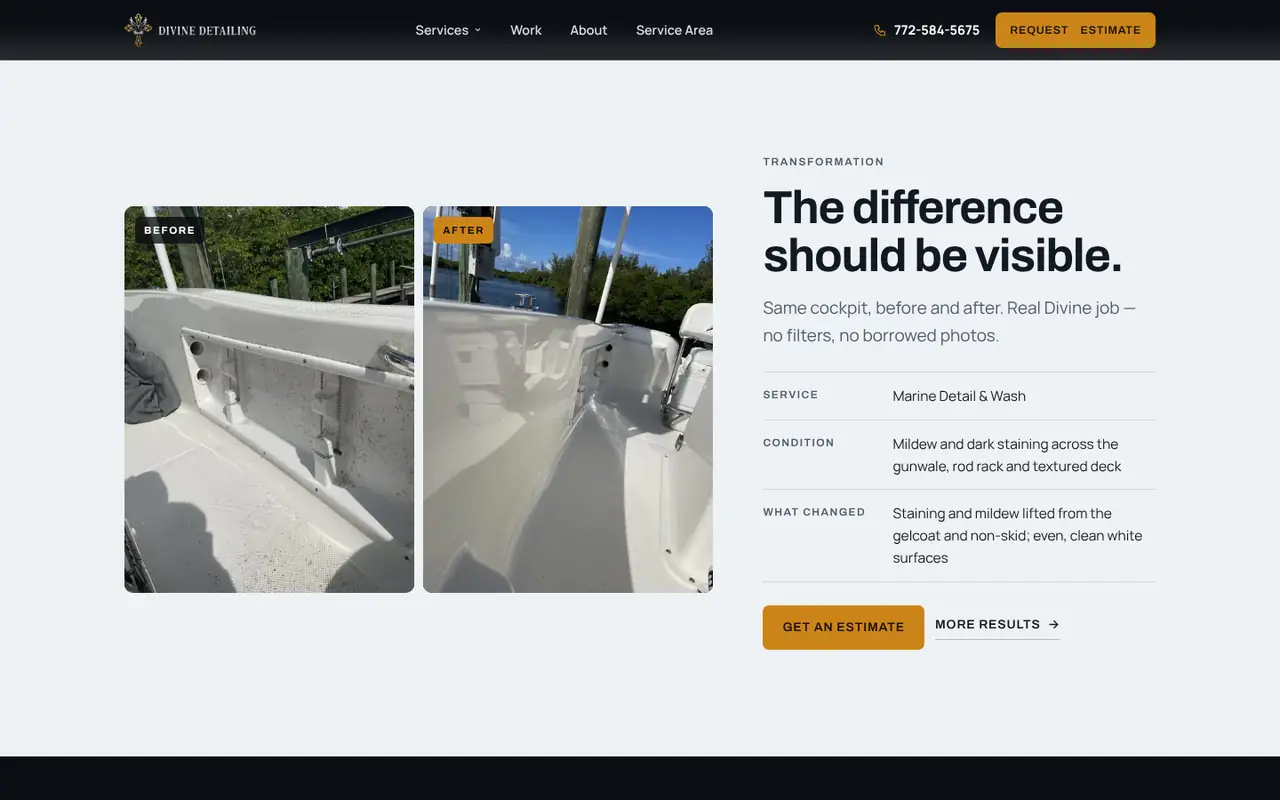 DIVINE DETAILING
Services
Work
About
Service Area
772-584-5675
REQUEST ESTIMATE
BEFORE
AFTER
TRANSFORMATION
The difference
should be visible.
Same cockpit, before and after. Real Divine job —
no filters, no borrowed photos.
SERVICE
Marine Detail & Wash
CONDITION
Mildew and dark staining across the
gunwale, rod rack and textured deck
WHAT CHANGED
Staining and mildew lifted from the
gelcoat and non-skid; even, clean white
surfaces
GET AN ESTIMATE
MORE RESULTS →